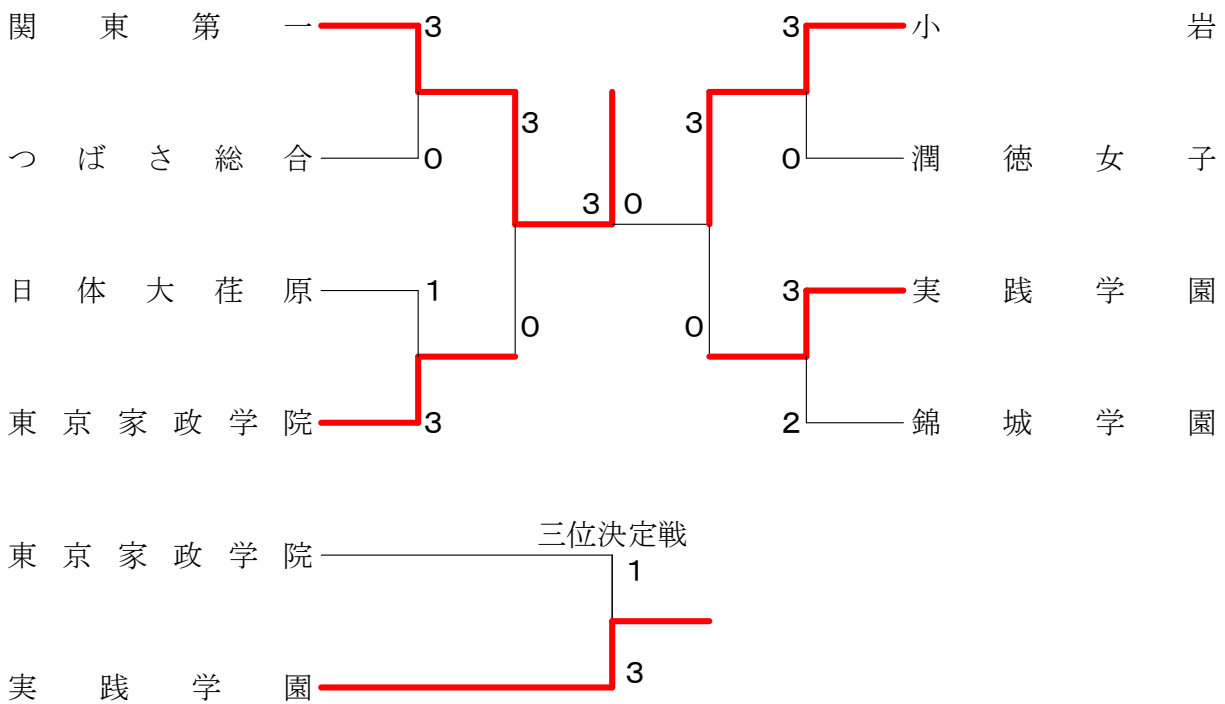 関東第一 3 3 小岩
3 3
つばさ総合 0 0 潤徳女子
3 0
日体大荏原 1 3 実践学園
0 0
東京家政学院 3 2 錦城学園
三位決定戦
東京家政学院 1
実践学園 3